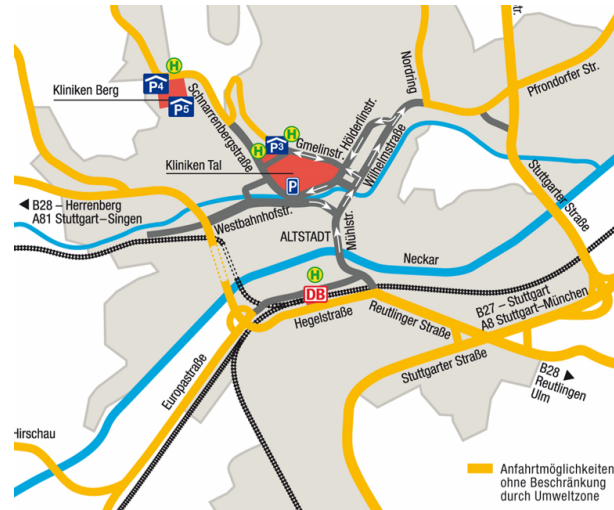 Kliniken Berg
P4
H
P5
Schnarrenbergstraße
H
P3
H
Gmelinstr.
Hölderlinstr.
Nordring
Pfrondorfer Str.
Kliniken Tal
P
Wilhelmstraße
Stuttgarter Straße
B28 – Herrenberg
A81 Stuttgart–Singen
Westbahnhofstr.
ALTSTADT
Mühlstr.
Neckar
H
DB
Hegelstraße
Reutlinger Straße
B27 – Stuttgart
A8 Stuttgart–München
Stuttgarter Straße
Europastraße
B28
Reutlingen
Ulm
Hirschau
Anfahrtmöglichkeiten
ohne Beschränkung
durch Umweltzone